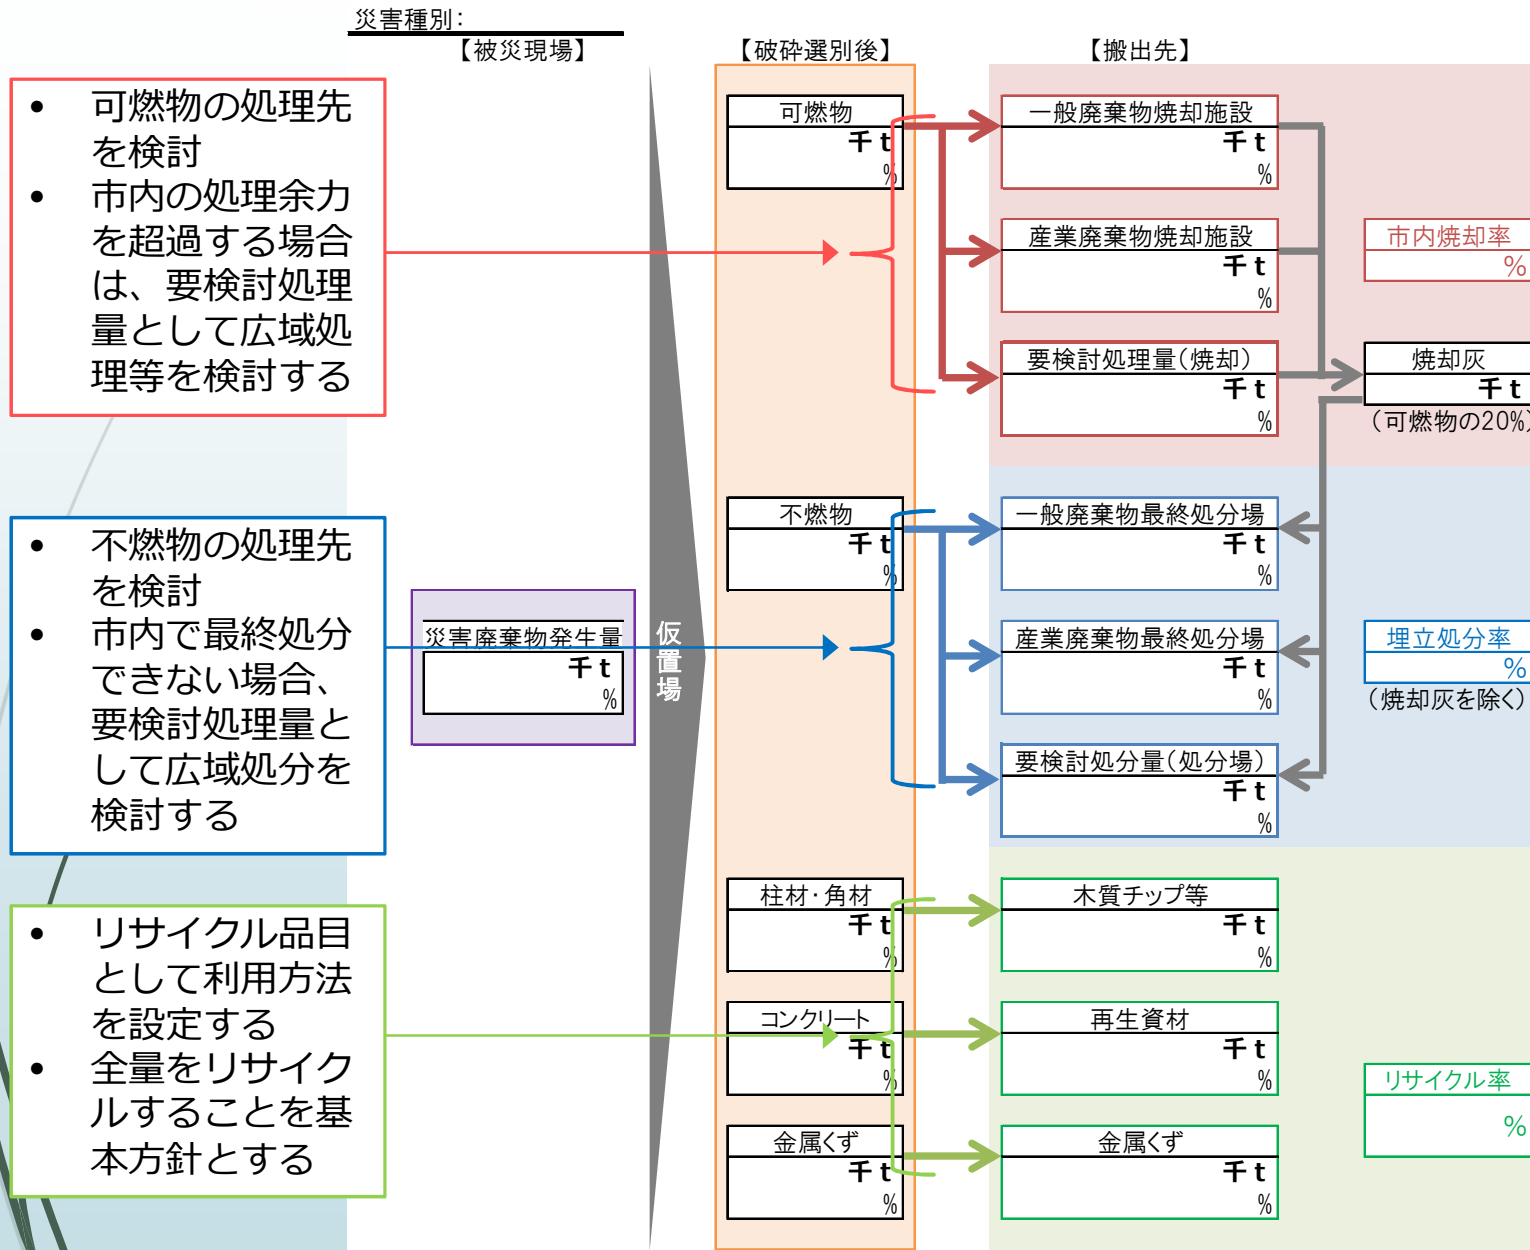 災害種別：
【被災現場】
【破砕選別後】
【搬出先】
• 可燃物の処理先
を検討
• 市内の処理余力
を超過する場合
は、要検討処理
量として広域処
理等を検討する
• 不燃物の処理先
を検討
• 市内で最終処分
できない場合、
要検討処理量と
して広域処分を
検討する
• リサイクル品目
として利用方法
を設定する
• 全量をリサイク
ルすることを基
本方針とする
災害廃棄物発生量
千ｔ
％
仮置場
可燃物
千ｔ
％
不燃物
千ｔ
％
柱材・角材
千ｔ
％
コンクリート
千ｔ
％
金属くず
千ｔ
％
一般廃棄物焼却施設
千ｔ
％
産業廃棄物焼却施設
千ｔ
％
要検討処理量（焼却）
千ｔ
％
一般廃棄物最終処分場
千ｔ
％
産業廃棄物最終処分場
千ｔ
％
要検討処分量（処分場）
千ｔ
％
木質チップ等
千ｔ
％
再生資材
千ｔ
％
金属くず
千ｔ
％
市内焼却率
％
焼却灰
千ｔ
（可燃物の20％）
埋立処分率
％
（焼却灰を除く）
リサイクル率
％